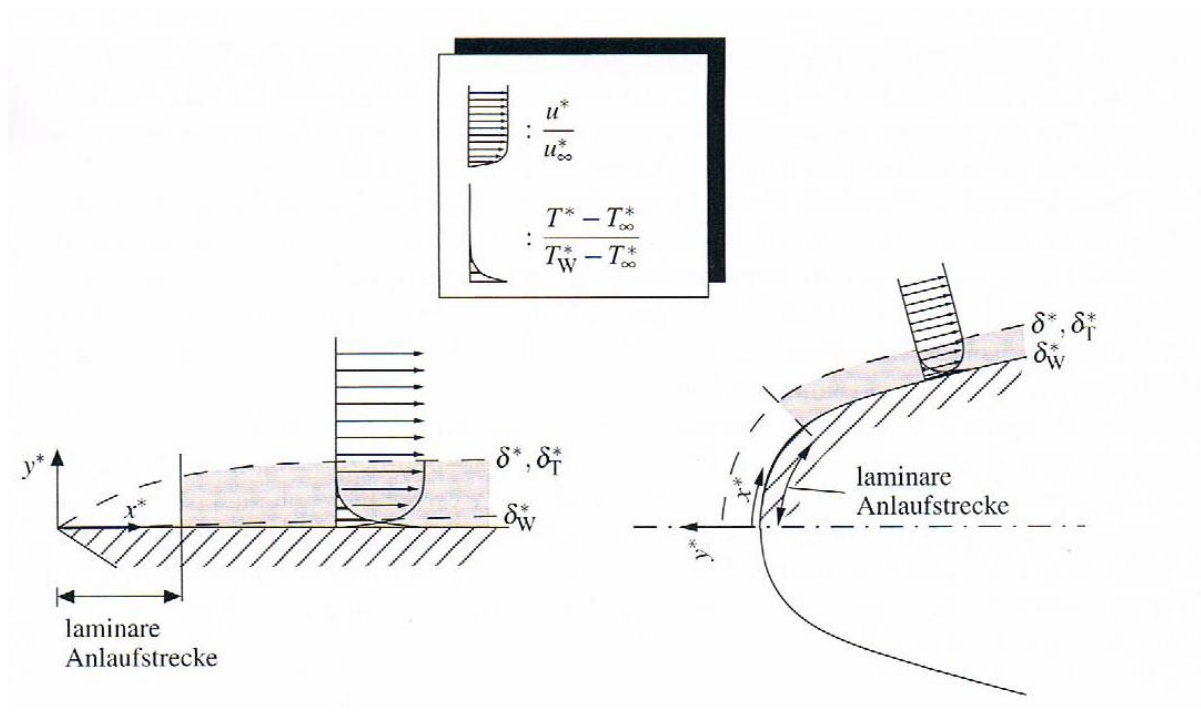 : u*/u*∞
: T* − T*∞ / T*W − T*∞
y*
x*
δ*, δ*T
δ*W
laminare
Anlaufstrecke
δ*, δ*T
δ*W
x*
y*
laminare
Anlaufstrecke